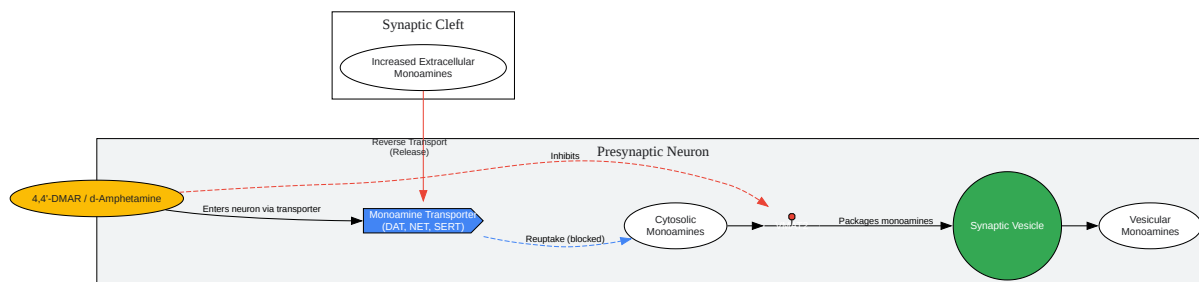 Synaptic Cleft
Increased Extracellular
Monoamines
Reverse Transport
(Release)
Presynaptic Neuron
Inhibits
4,4'-DMAR / d-Amphetamine
Enters neuron via transporter
Monoamine Transporter
(DAT, NET, SERT)
Reuptake (blocked)
Cytosolic
Monoamines
Packages monoamines
Synaptic Vesicle
Vesicular
Monoamines